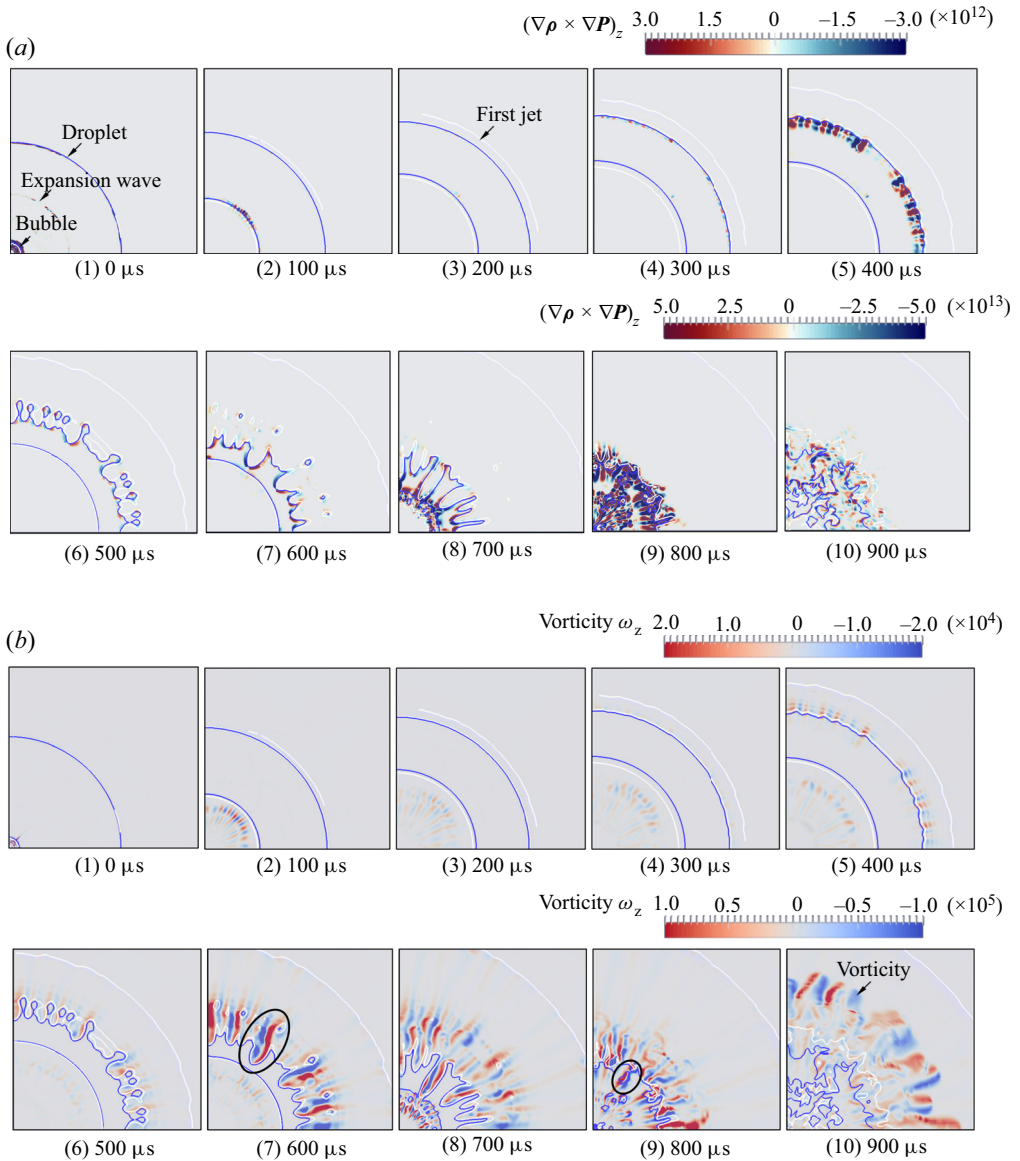 (a)
(∇ρ × ∇P)z 3.0 1.5 0 −1.5 −3.0 (×10¹²)
Droplet
Expansion wave
Bubble
First jet
(1) 0 μs (2) 100 μs (3) 200 μs (4) 300 μs (5) 400 μs
(∇ρ × ∇P)z 5.0 2.5 0 −2.5 −5.0 (×10¹³)
(6) 500 μs (7) 600 μs (8) 700 μs (9) 800 μs (10) 900 μs
(b)
Vorticity ωz 2.0 1.0 0 −1.0 −2.0 (×10⁴)
(1) 0 μs (2) 100 μs (3) 200 μs (4) 300 μs (5) 400 μs
Vorticity ωz 1.0 0.5 0 −0.5 −1.0 (×10⁵)
Vorticity
(6) 500 μs (7) 600 μs (8) 700 μs (9) 800 μs (10) 900 μs